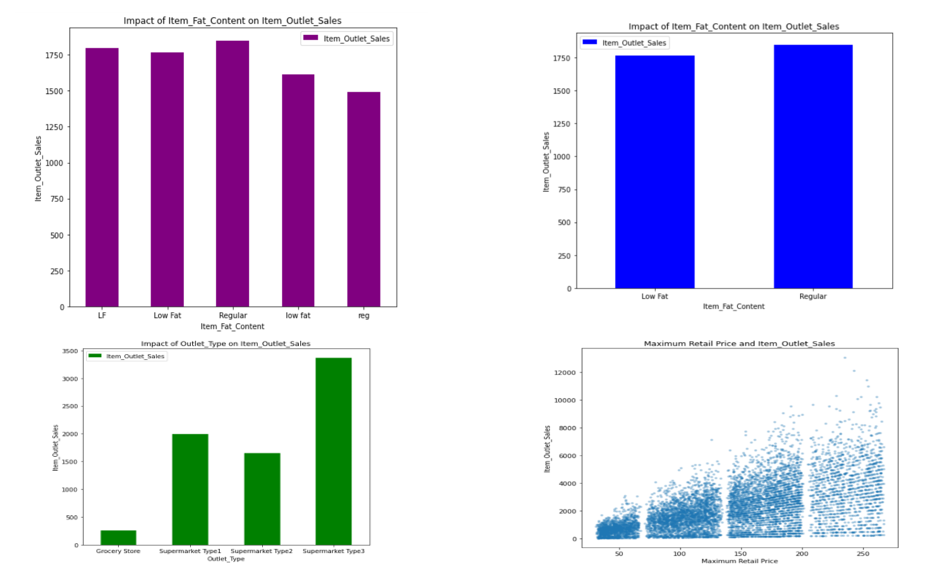 Impact of Item_Fat_Content on Item_Outlet_Sales
Item_Outlet_Sales
1750
1500
1250
1000
750
500
250
0
Item_Outlet_Sales
LF Low Fat Regular low fat reg
Item_Fat_Content
Impact of Item_Fat_Content on Item_Outlet_Sales
Item_Outlet_Sales
1750
1500
1250
1000
750
500
250
0
Item_Outlet_Sales
Low Fat Regular
Item_Fat_Content
Impact of Outlet_Type on Item_Outlet_Sales
Item_Outlet_Sales
3500
3000
2500
2000
1500
1000
500
0
Item_Outlet_Sales
Grocery Store Supermarket Type1 Supermarket Type2 Supermarket Type3
Outlet_Type
Maximum Retail Price and Item_Outlet_Sales
12000
10000
8000
6000
4000
2000
0
Item_Outlet_Sales
50 100 150 200 250
Maximum Retail Price